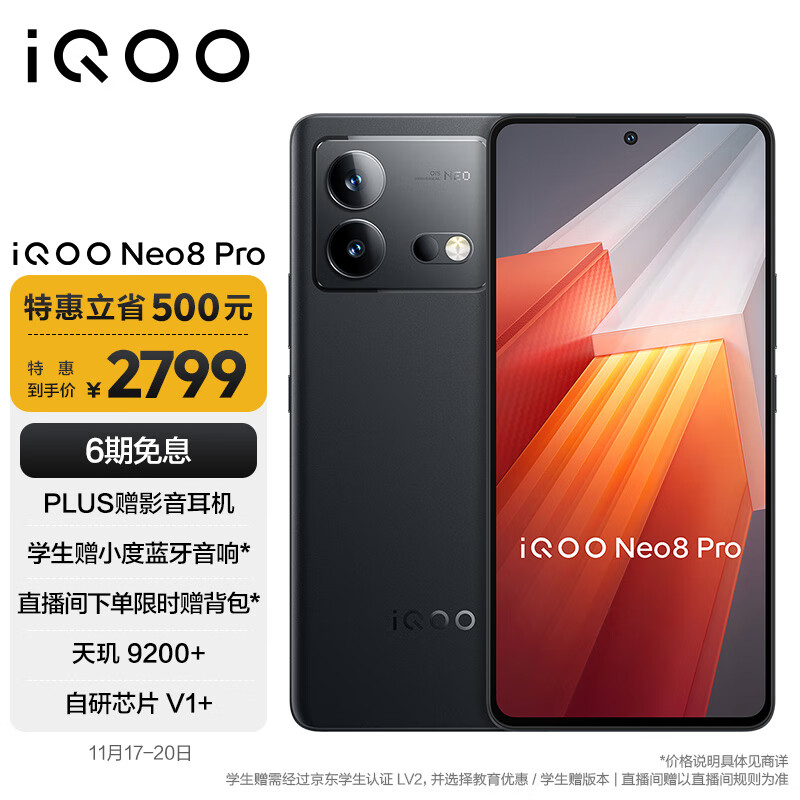 iQOO
iQOO Neo8 Pro
特惠立省500元
特惠
到手价 ¥2799
6期免息
PLUS赠影音耳机
学生赠小度蓝牙音响*
直播间下单限时赠背包*
天玑 9200+
自研芯片 V1+
11月17-20日
NEO
iQOO
iQOO Neo8 Pro
*价格说明具体见商详
学生赠需经过京东学生认证 LV2, 并选择教育优惠 / 学生赠版本 | 直播间赠以直播间规则为准